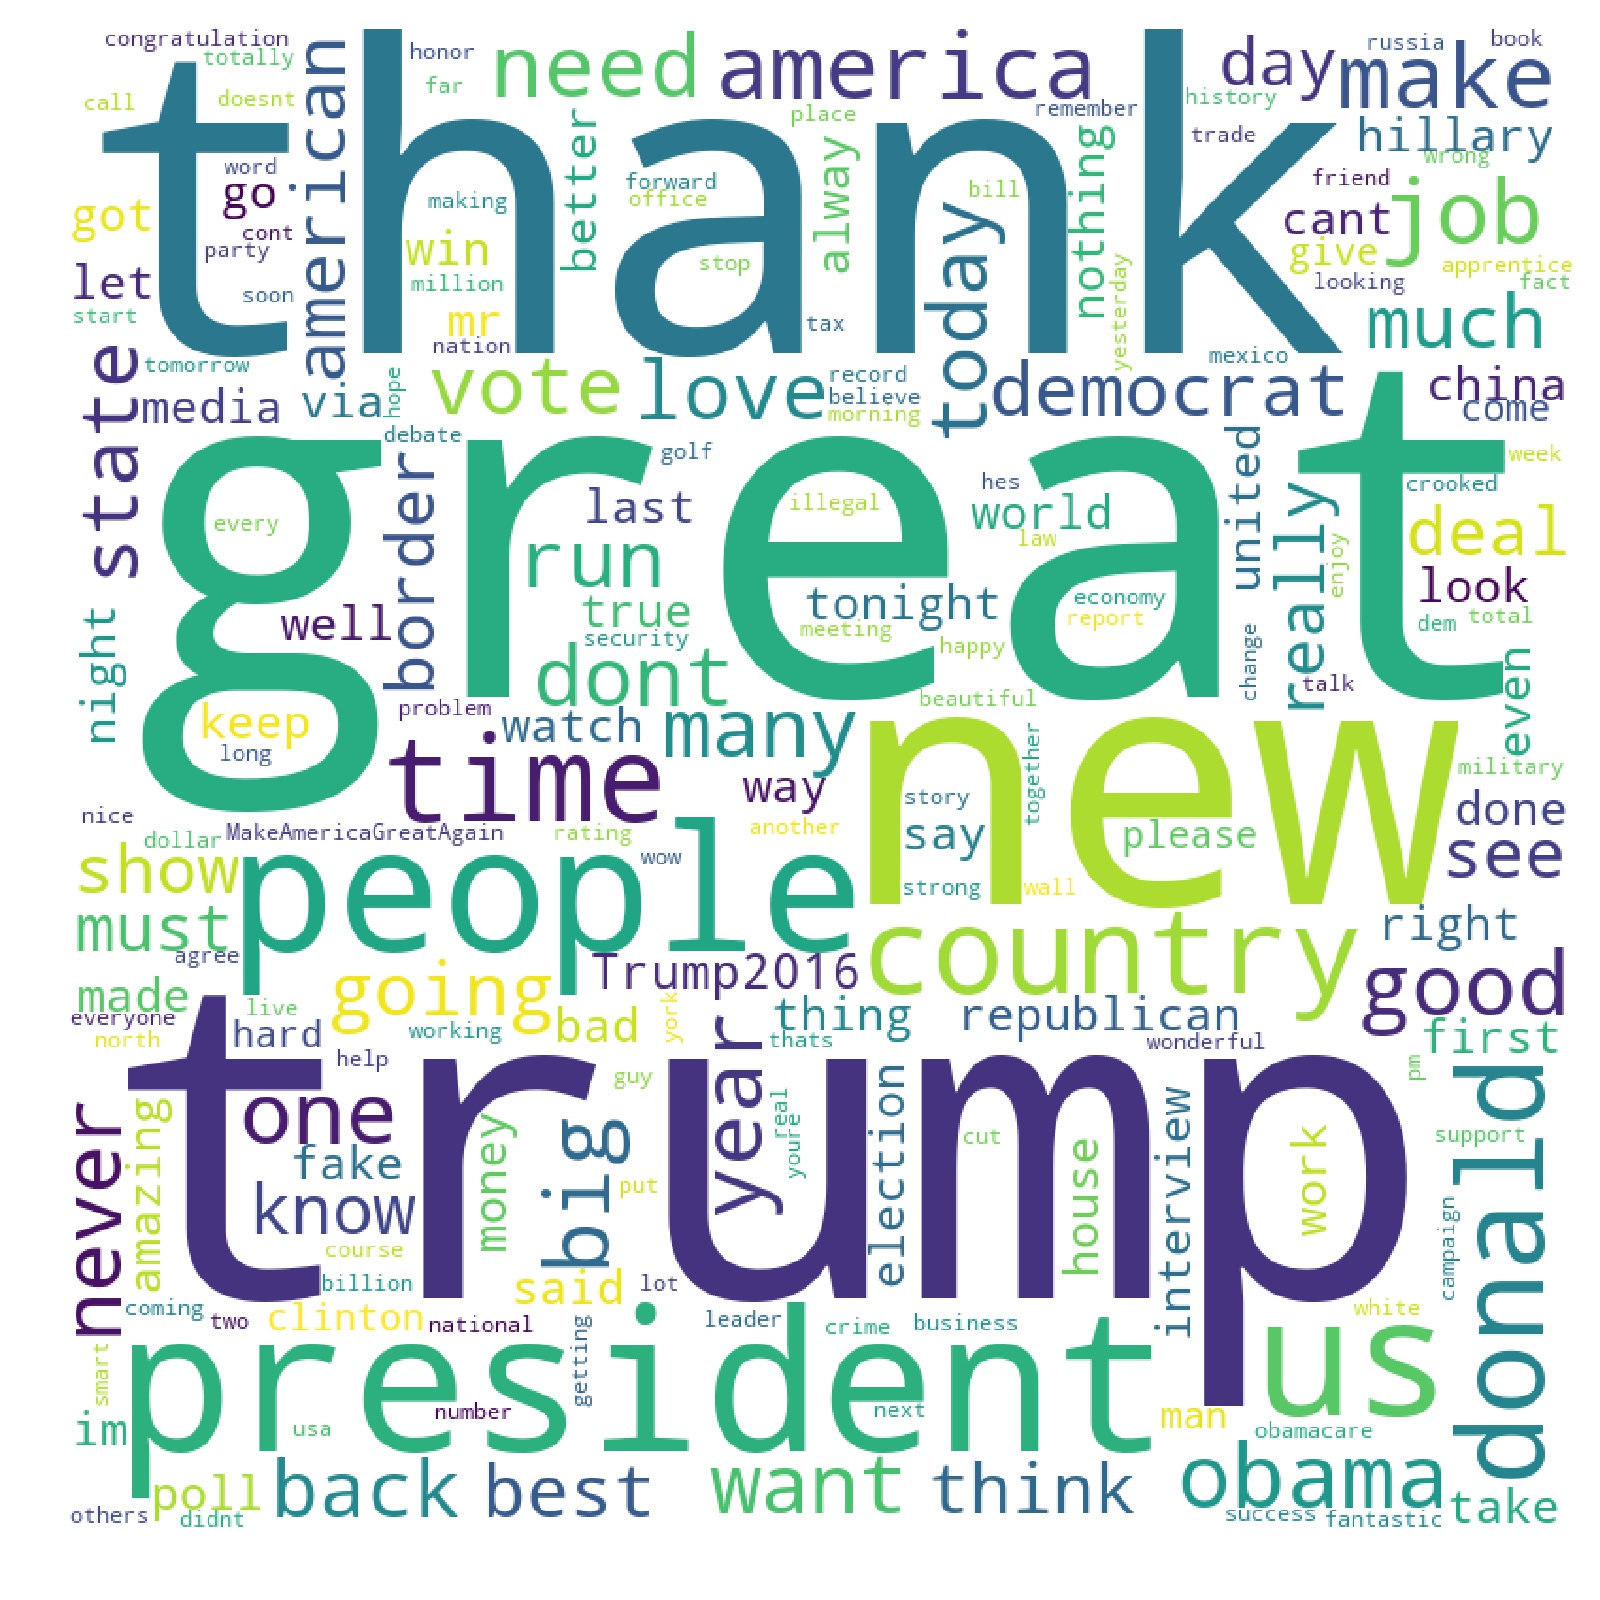 congratulation
totally
call
doesnt
american
honor
far
need
america
day
russia
book
make
thank
better
place
remember
history
trade
hillary
wrong
word
go
got
cont
party
let
soon
start
making
win
million
mr
nation
forward
office
stop
alway
tax
bill
today
nothing
yesterday
friend
cant
job
give
apprentice
looking
fact
much
mexico
state
tomorrow
media
via
hope
vote
love
record
believe
morning
democrat
china
come
debate
great
border
golf
last
run
true
security
dont
every
well
illegal
hes
world
law
tonight
meeting
economy
report
happy
beautiful
united
change
really
enjoy
talk
week
crooked
deal
look
dem
total
even
military
night
keep
long
problem
watch
many
time
way
new
story
say
together
please
strong
wall
done
see
nice
dollar
MakeAmericaGreatAgain
rating
another
wow
show
people
must
agree
country
right
made
going
Trump2016
good
everyone
live
north
hard
working
bad
york
thing
thats
republican
wonderful
first
pm
help
trump
guy
year
real
youre
never
amazing
one
fake
know
money
big
put
election
cut
house
interview
work
support
donald
campaign
course
billion
said
lot
coming
two
clinton
national
getting
leader
crime
business
white
smart
president
us
im
usa
number
next
man
obamacare
poll
back
best
want
think
obama
take
others
didnt
success
fantastic